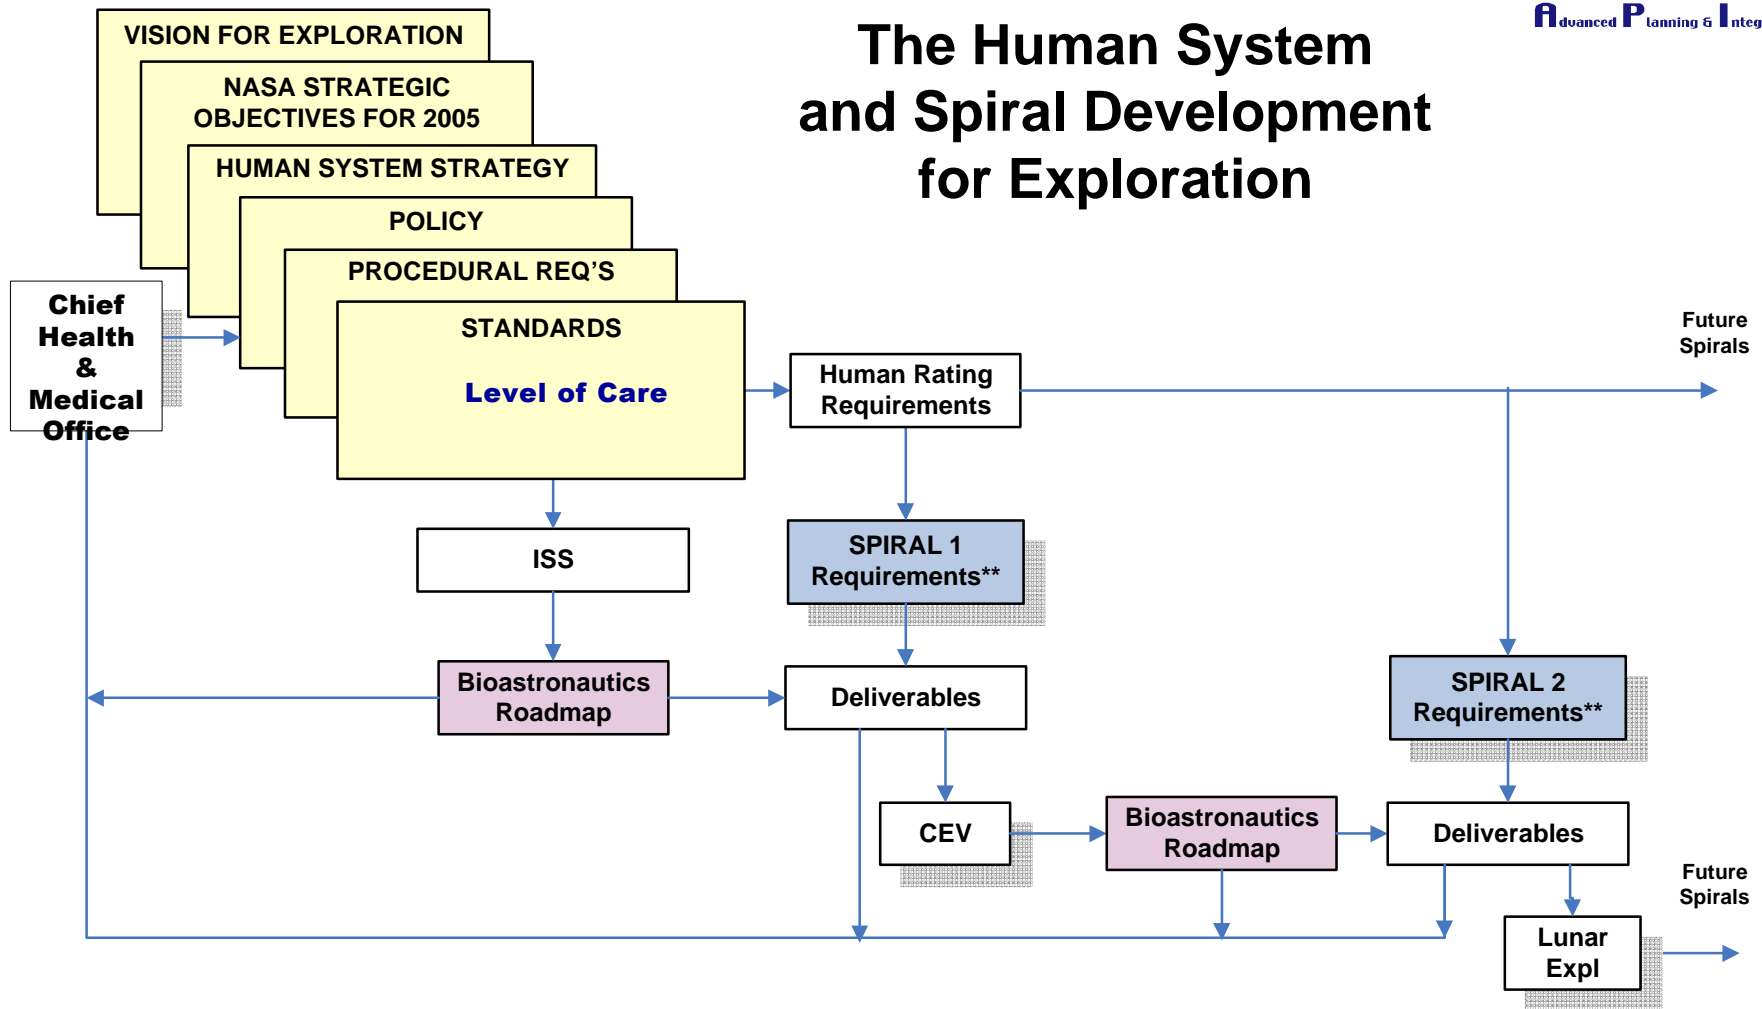 Advanced Planning & Integ
The Human System
and Spiral Development
for Exploration
VISION FOR EXPLORATION
NASA STRATEGIC
OBJECTIVES FOR 2005
HUMAN SYSTEM STRATEGY
POLICY
PROCEDURAL REQ'S
STANDARDS
Level of Care
Chief
Health
&
Medical
Office
Human Rating
Requirements
Future
Spirals
ISS
SPIRAL 1
Requirements**
Bioastronautics
Roadmap
Deliverables
SPIRAL 2
Requirements**
CEV
Bioastronautics
Roadmap
Deliverables
Future
Spirals
Lunar
Expl